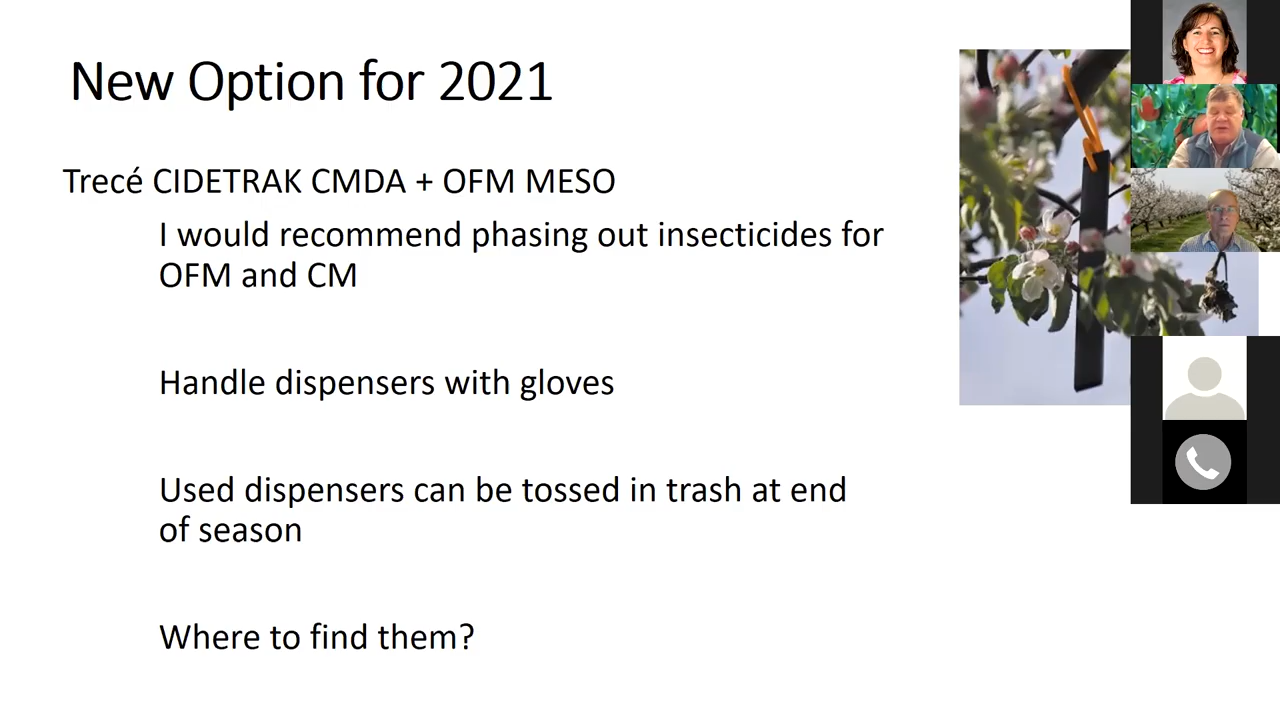 New Option for 2021
Trecé CIDETRAK CMDA + OFM MESO
I would recommend phasing out insecticides for
OFM and CM
Handle dispensers with gloves
Used dispensers can be tossed in trash at end
of season
Where to find them?